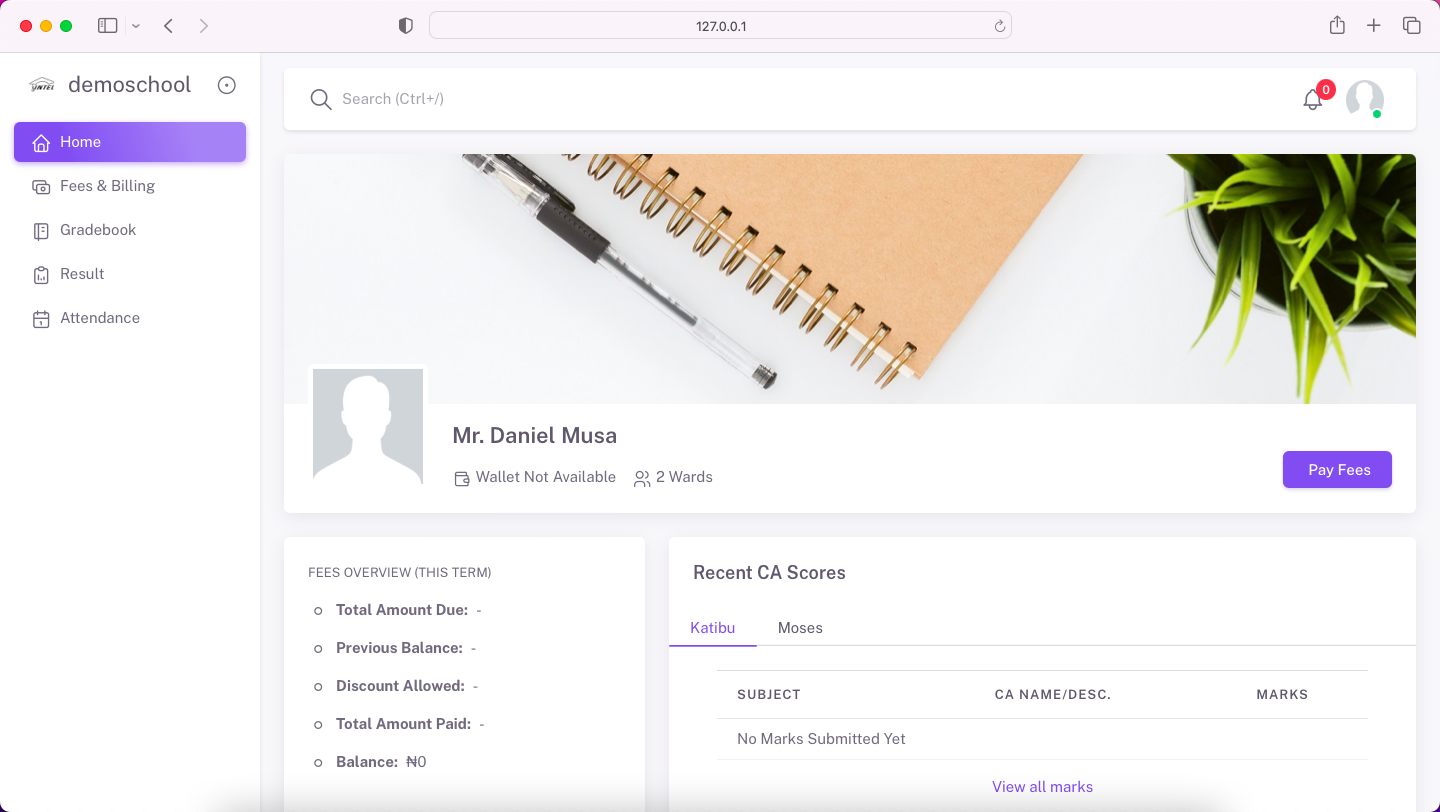 127.0.0.1
demoschool
Search (Ctrl+/)
0
Home
Fees & Billing
Gradebook
Result
Attendance
Mr. Daniel Musa
Wallet Not Available
2 Wards
Pay Fees
FEES OVERVIEW (THIS TERM)
Total Amount Due: -
Previous Balance: -
Discount Allowed: -
Total Amount Paid: -
Balance: ₦0
Recent CA Scores
Katibu Moses
SUBJECT CA NAME/DESC. MARKS
No Marks Submitted Yet
View all marks